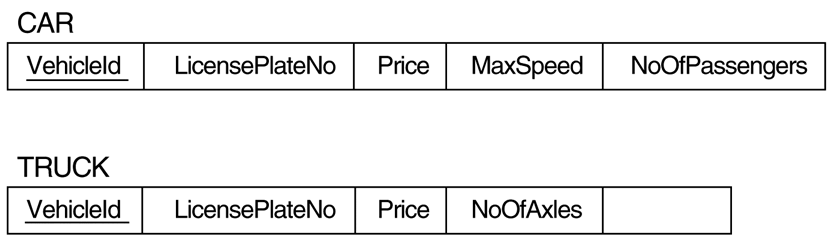 CAR
VehicleId LicensePlateNo Price MaxSpeed NoOfPassengers
TRUCK
VehicleId LicensePlateNo Price NoOfAxles